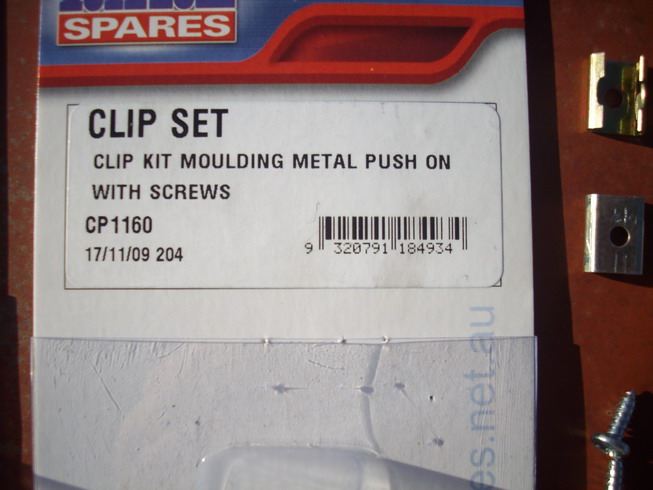 SPARES
CLIP SET
CLIP KIT MOULDING METAL PUSH ON
WITH SCREWS
CP1160
17/11/09 204
9 320791 184934
es.net.au